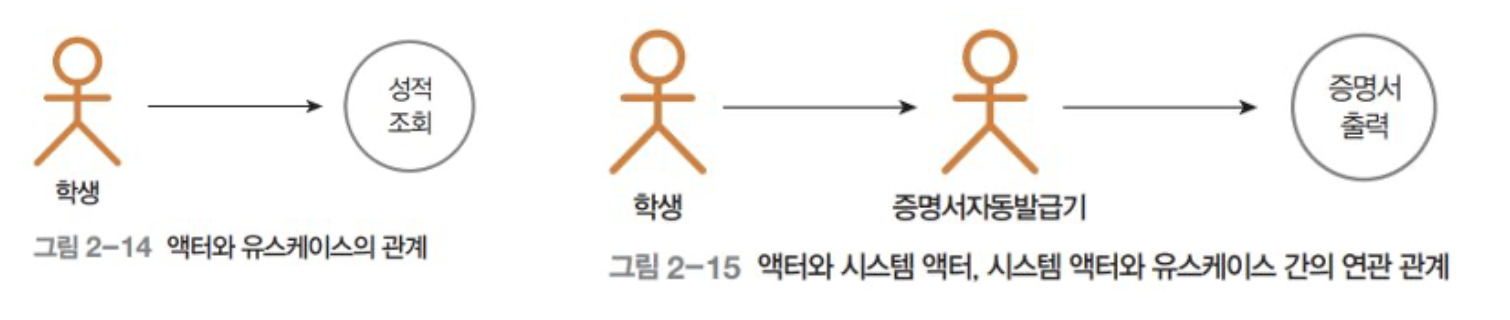 성적
조회
학생
그림 2-14 액터와 유스케이스의 관계
증명서
출력
학생
증명서자동발급기
그림 2-15 액터와 시스템 액터, 시스템 액터와 유스케이스 간의 연관 관계